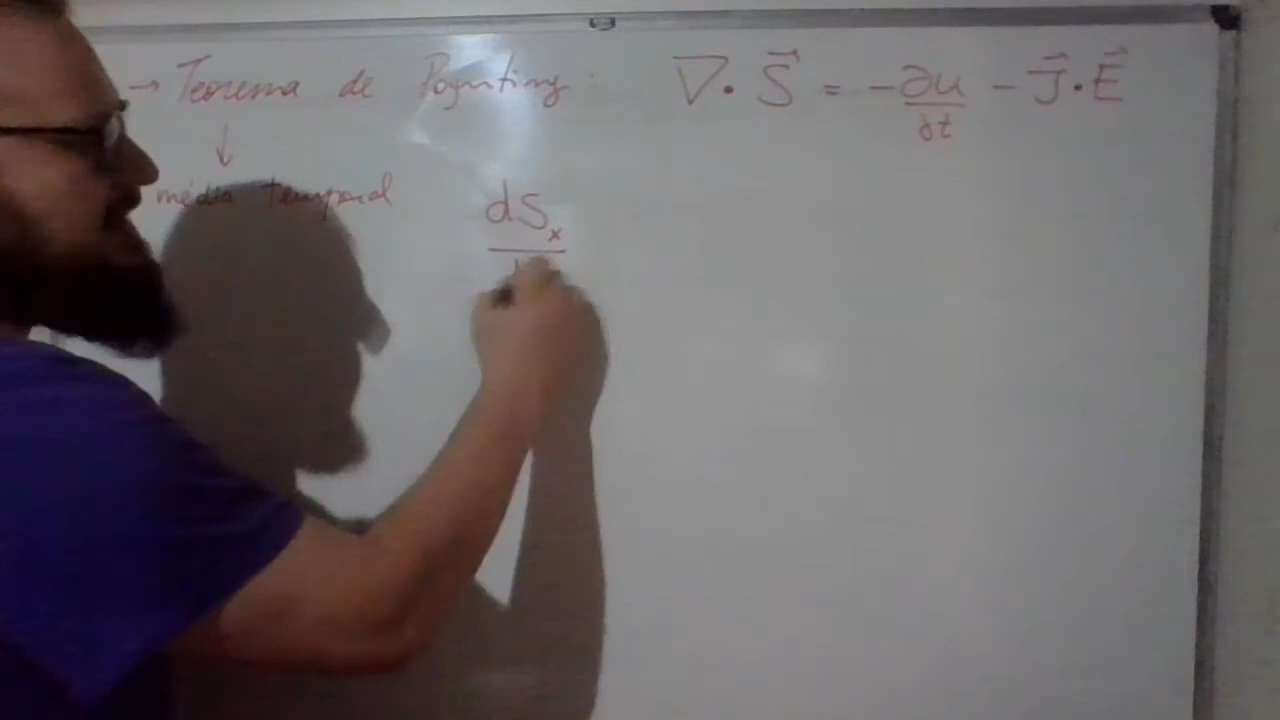 → Teorema de Poynting: ∇·S⃗ = -∂u/∂t - J⃗·E⃗
↓
média temporal
dSₓ